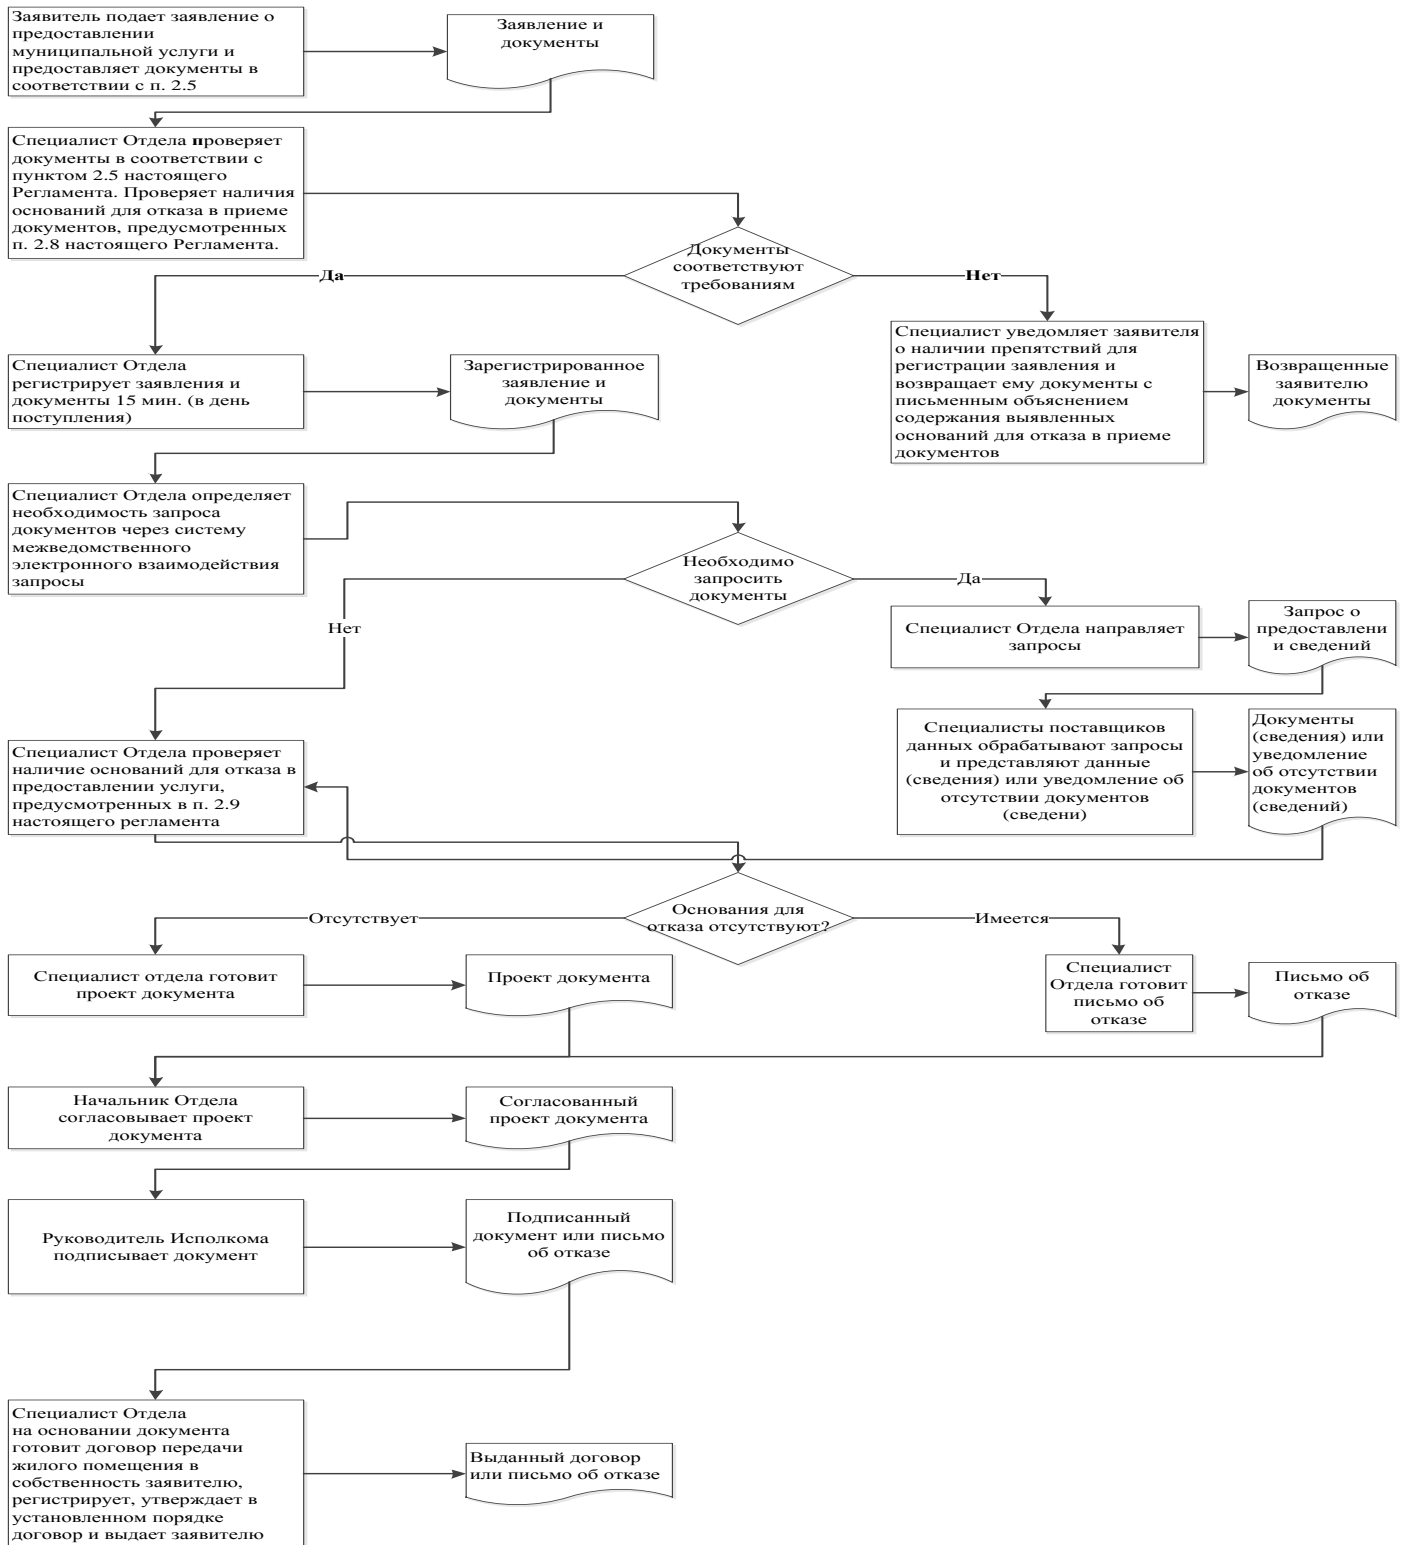 Заявитель подает заявление о
предоставлении
муниципальной услуги и
предоставляет документы в
соответствии с п. 2.5
Заявление и
документы
Специалист Отдела проверяет
документы в соответствии с
пунктом 2.5 настоящего
Регламента. Проверяет наличия
оснований для отказа в приеме
документов, предусмотренных
п. 2.8 настоящего Регламента.
Документы
соответствуют
требованиям
Да
Нет
Специалист Отдела
регистрирует заявления и
документы 15 мин. (в день
поступления)
Зарегистрированное
заявление и
документы
Специалист уведомляет заявителя
о наличии препятствий для
регистрации заявления и
возвращает ему документы с
письменным объяснением
содержания выявленных
оснований для отказа в приеме
документов
Возвращенные
заявителю
документы
Специалист Отдела определяет
необходимость запроса
документов через систему
межведомственного
электронного взаимодействия
запросы
Необходимо
запросить
документы
Да
Нет
Специалист Отдела направляет
запросы
Запрос о
предоставлени
и сведений
Специалист Отдела проверяет
наличие оснований для отказа в
предоставлении услуги,
предусмотренных в п. 2.9
настоящего регламента
Специалисты поставщиков
данных обрабатывают запросы
и представляют данные
(сведения) или уведомление об
отсутствии документов
(сведени)
Документы
(сведения) или
уведомление
об отсутствии
документов
(сведений)
Основания для
отказа отсутствуют?
Отсутствует
Имеется
Специалист отдела готовит
проект документа
Проект документа
Специалист
Отдела готовит
письмо об
отказе
Письмо об
отказе
Начальник Отдела
согласовывает проект
документа
Согласованный
проект документа
Руководитель Исполкома
подписывает документ
Подписанный
документ или письмо
об отказе
Специалист Отдела
на основании документа
готовит договор передачи
жилого помещения в
собственность заявителю,
регистрирует, утверждает в
установленном порядке
договор и выдает заявителю
Выданный договор
или письмо об отказе